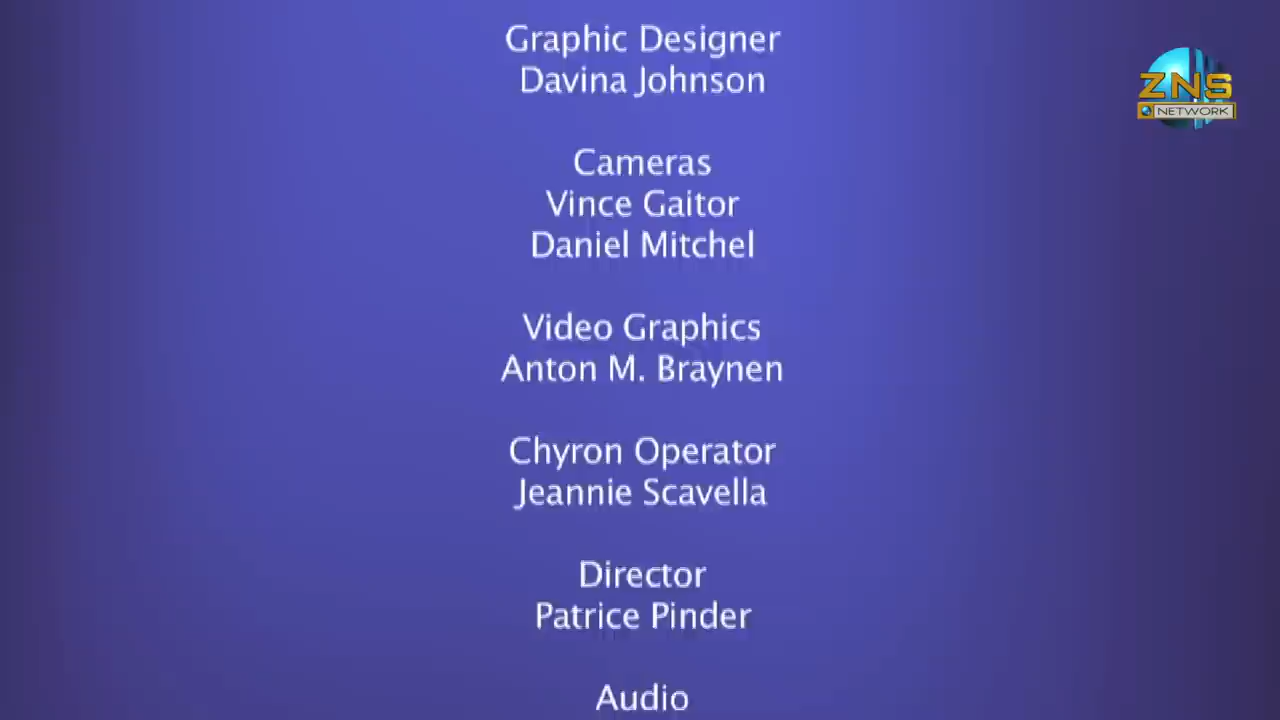 Graphic Designer
Davina Johnson
ZNS
NETWORK
Cameras
Vince Gaitor
Daniel Mitchel
Video Graphics
Anton M. Braynen
Chyron Operator
Jeannie Scavella
Director
Patrice Pinder
Audio